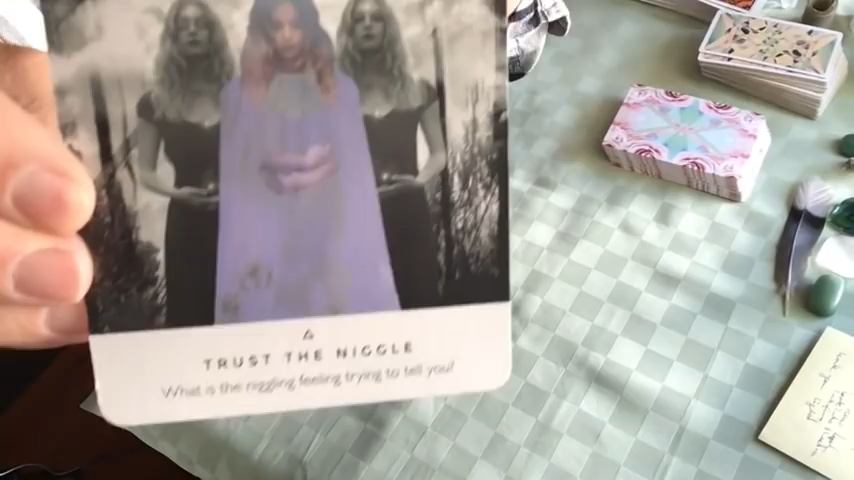 TRUST THE NIGGLE
What is the niggling feeling trying to tell you?